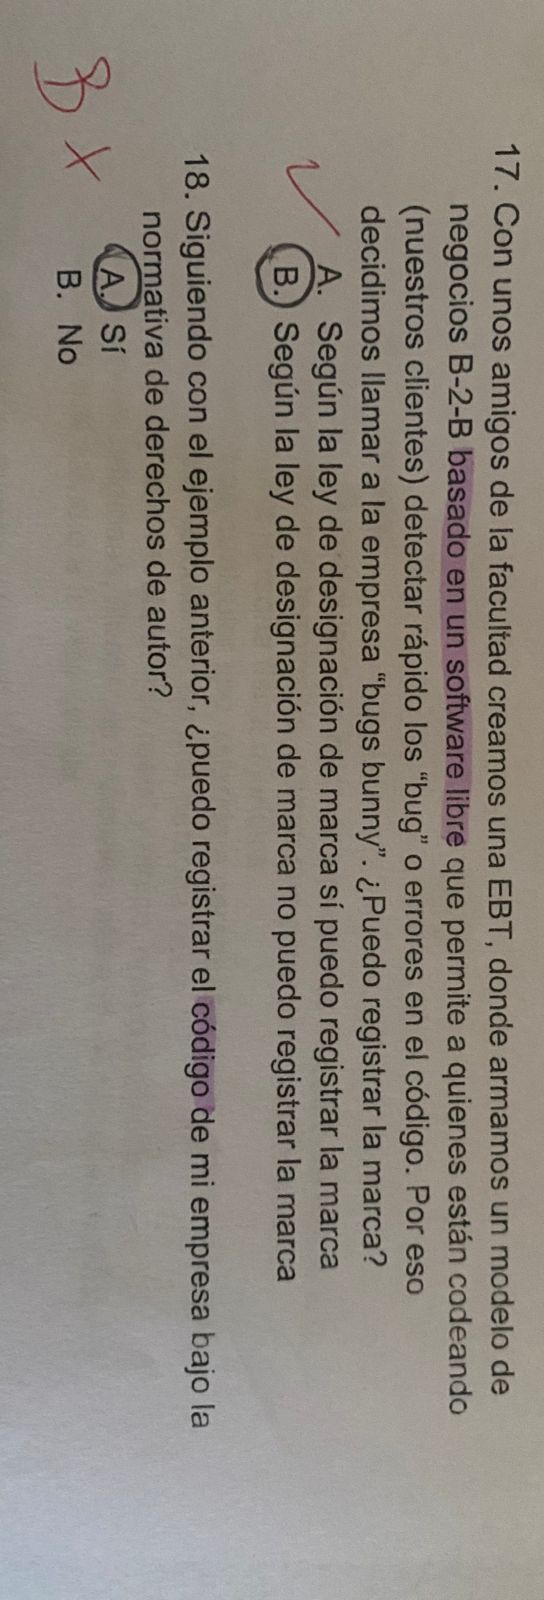 17. Con unos amigos de la facultad creamos una EBT, donde armamos un modelo de
negocios B-2-B basado en un software libre que permite a quienes están codeando
(nuestros clientes) detectar rápido los “bug” o errores en el código. Por eso
decidimos llamar a la empresa “bugs bunny”. ¿Puedo registrar la marca?
A. Según la ley de designación de marca sí puedo registrar la marca
B. Según la ley de designación de marca no puedo registrar la marca
18. Siguiendo con el ejemplo anterior, ¿puedo registrar el código de mi empresa bajo la
normativa de derechos de autor?
A. Sí
B x
B. No